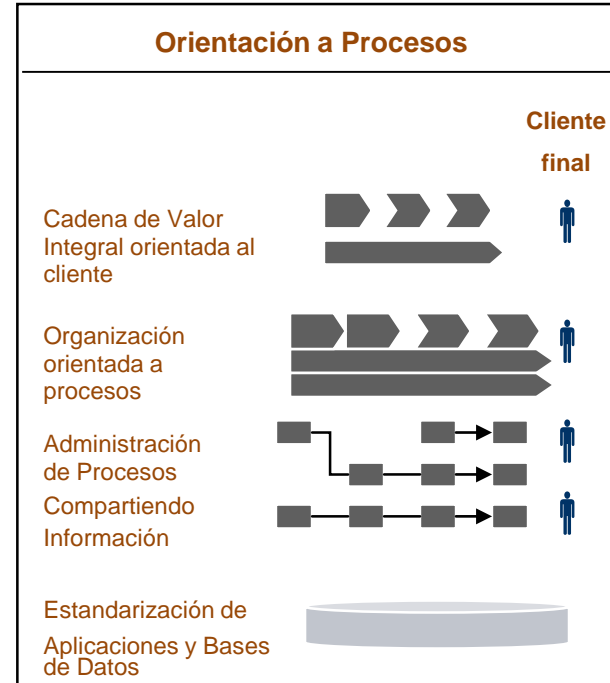 Orientación a Procesos
Cliente
final
Cadena de Valor
Integral orientada al
cliente
Organización
orientada a
procesos
Administración
de Procesos
Compartiendo
Información
Estandarización de
Aplicaciones y Bases
de Datos